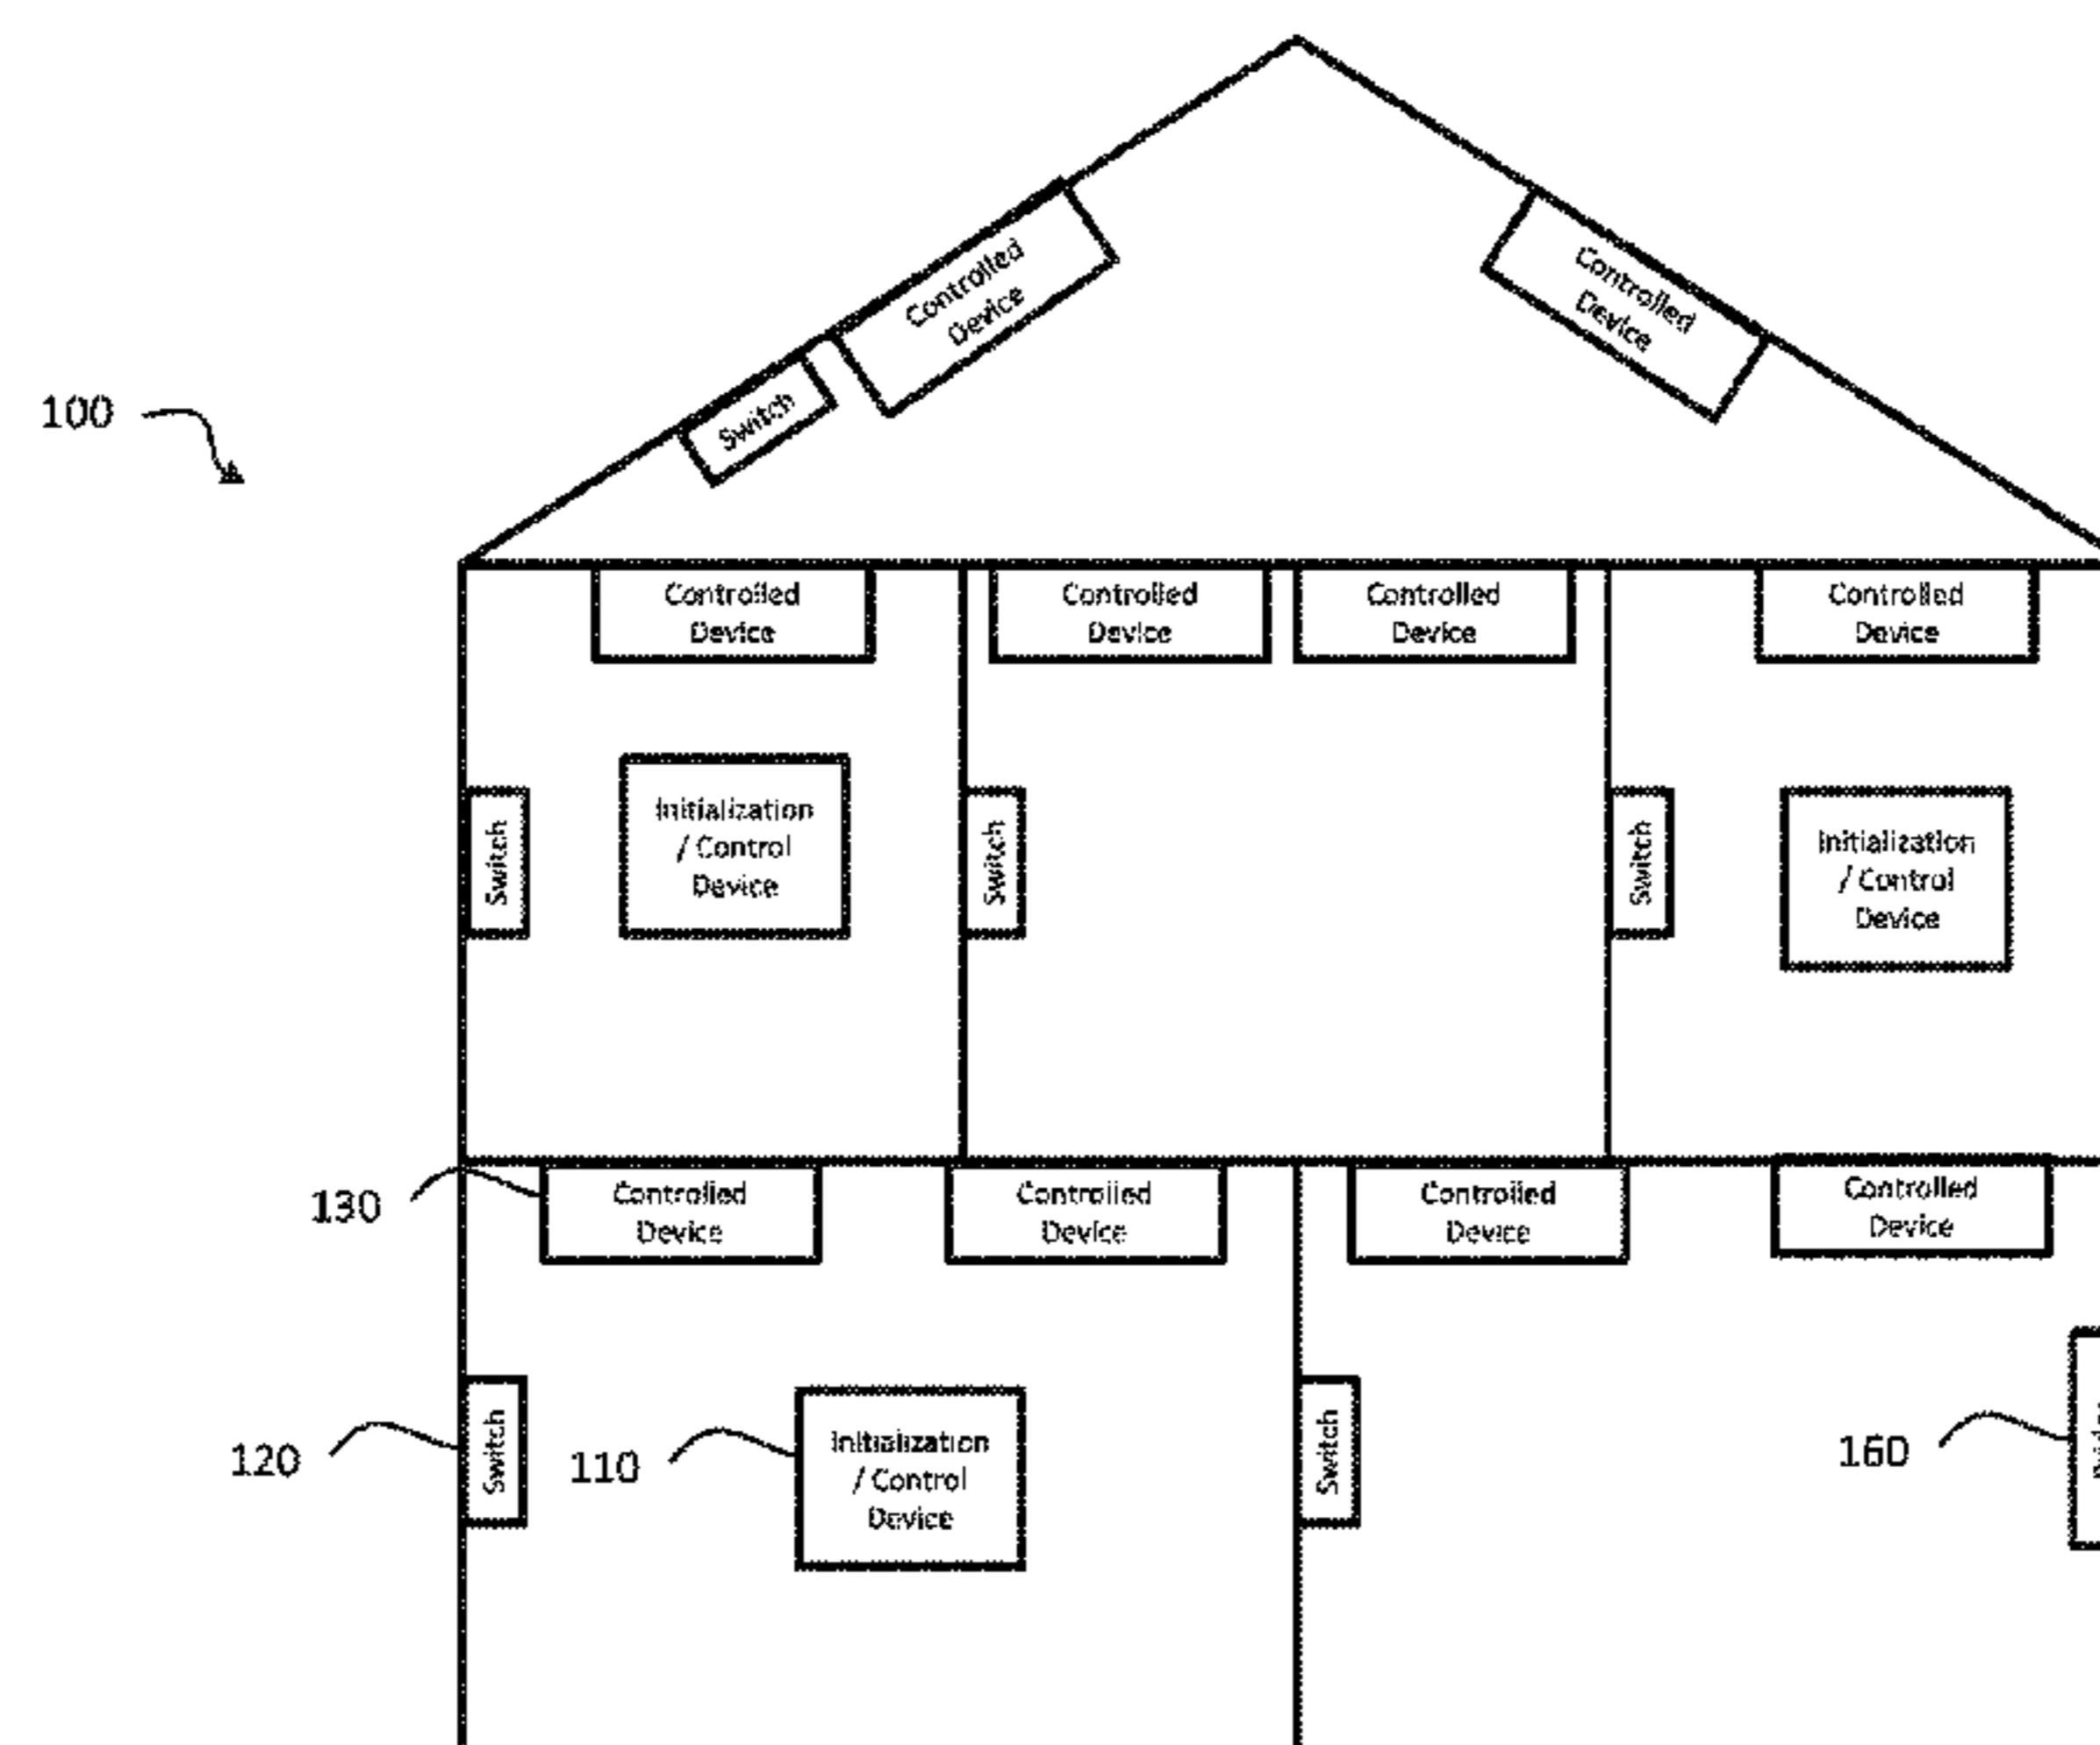 Controlled
Device
Controlled
Device
Switch
100
Controlled
Device
Controlled
Device
Controlled
Device
Controlled
Device
Switch
Initialization
/ Control
Device
Switch
Switch
Initialization
/ Control
Device
130
Controlled
Device
Controlled
Device
Controlled
Device
Controlled
Device
120
Switch
110
Initialization
/ Control
Device
Switch
160